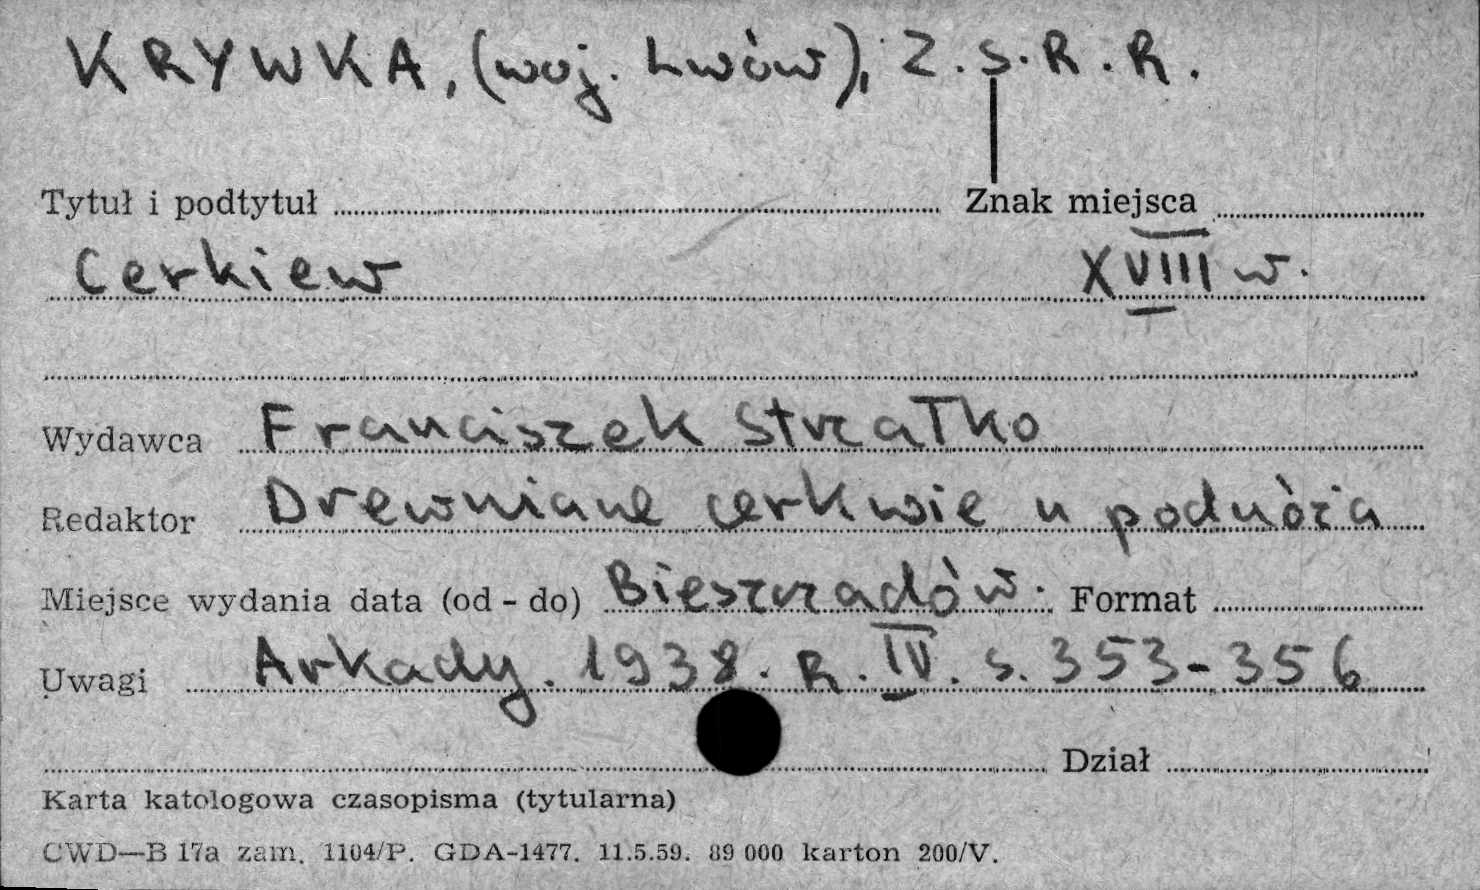 KRYWKA, (woj. Lwów), Z.S.R.R.
Tytuł i podtytuł Znak miejsca
Cerkiew XVIII w.
Wydawca Franciszek Strzałko
Redaktor Drewniane cerkwie u podnóża
Miejsce wydania data (od - do) Bieszczadów. Format
Uwagi Arkady. 1938. R. IV. s. 353-356
Dział
Karta katologowa czasopisma (tytularna)
CWD—B 17a zam. 1104/P. GDA-1477. 11.5.59. 89 000 karton 200/V.